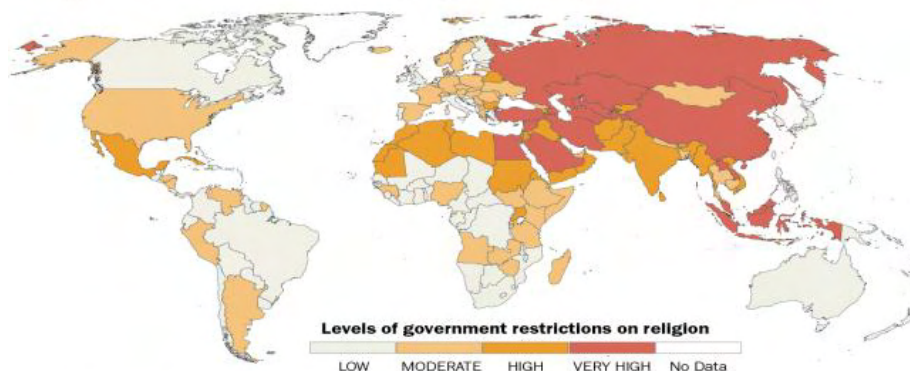 Levels of government restrictions on religion
LOW MODERATE HIGH VERY HIGH No Data